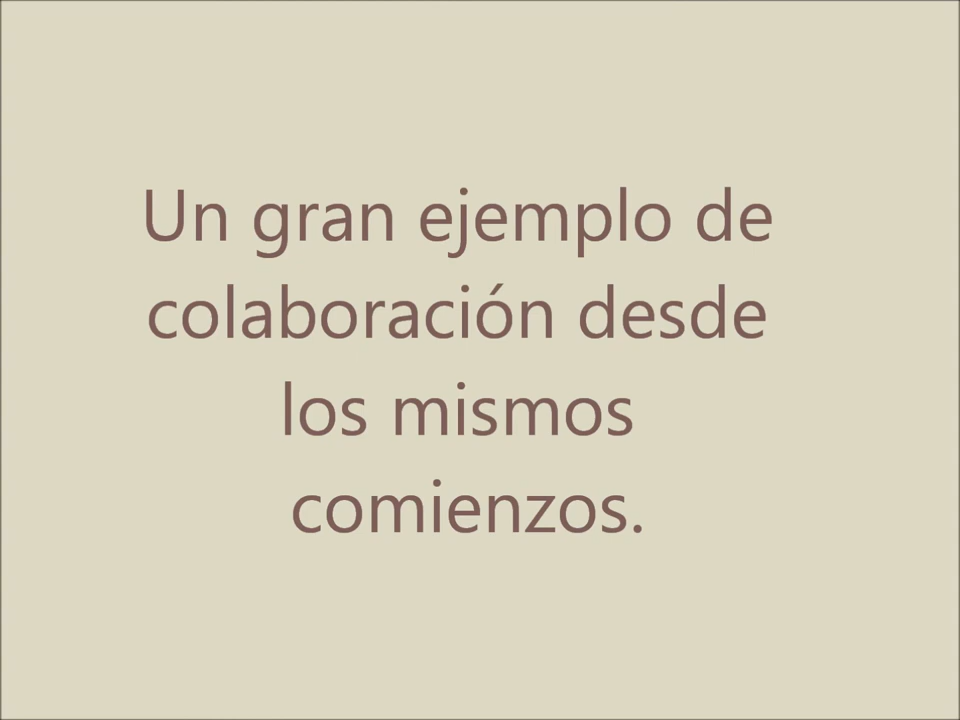 Un gran ejemplo de
colaboración desde
los mismos
comienzos.